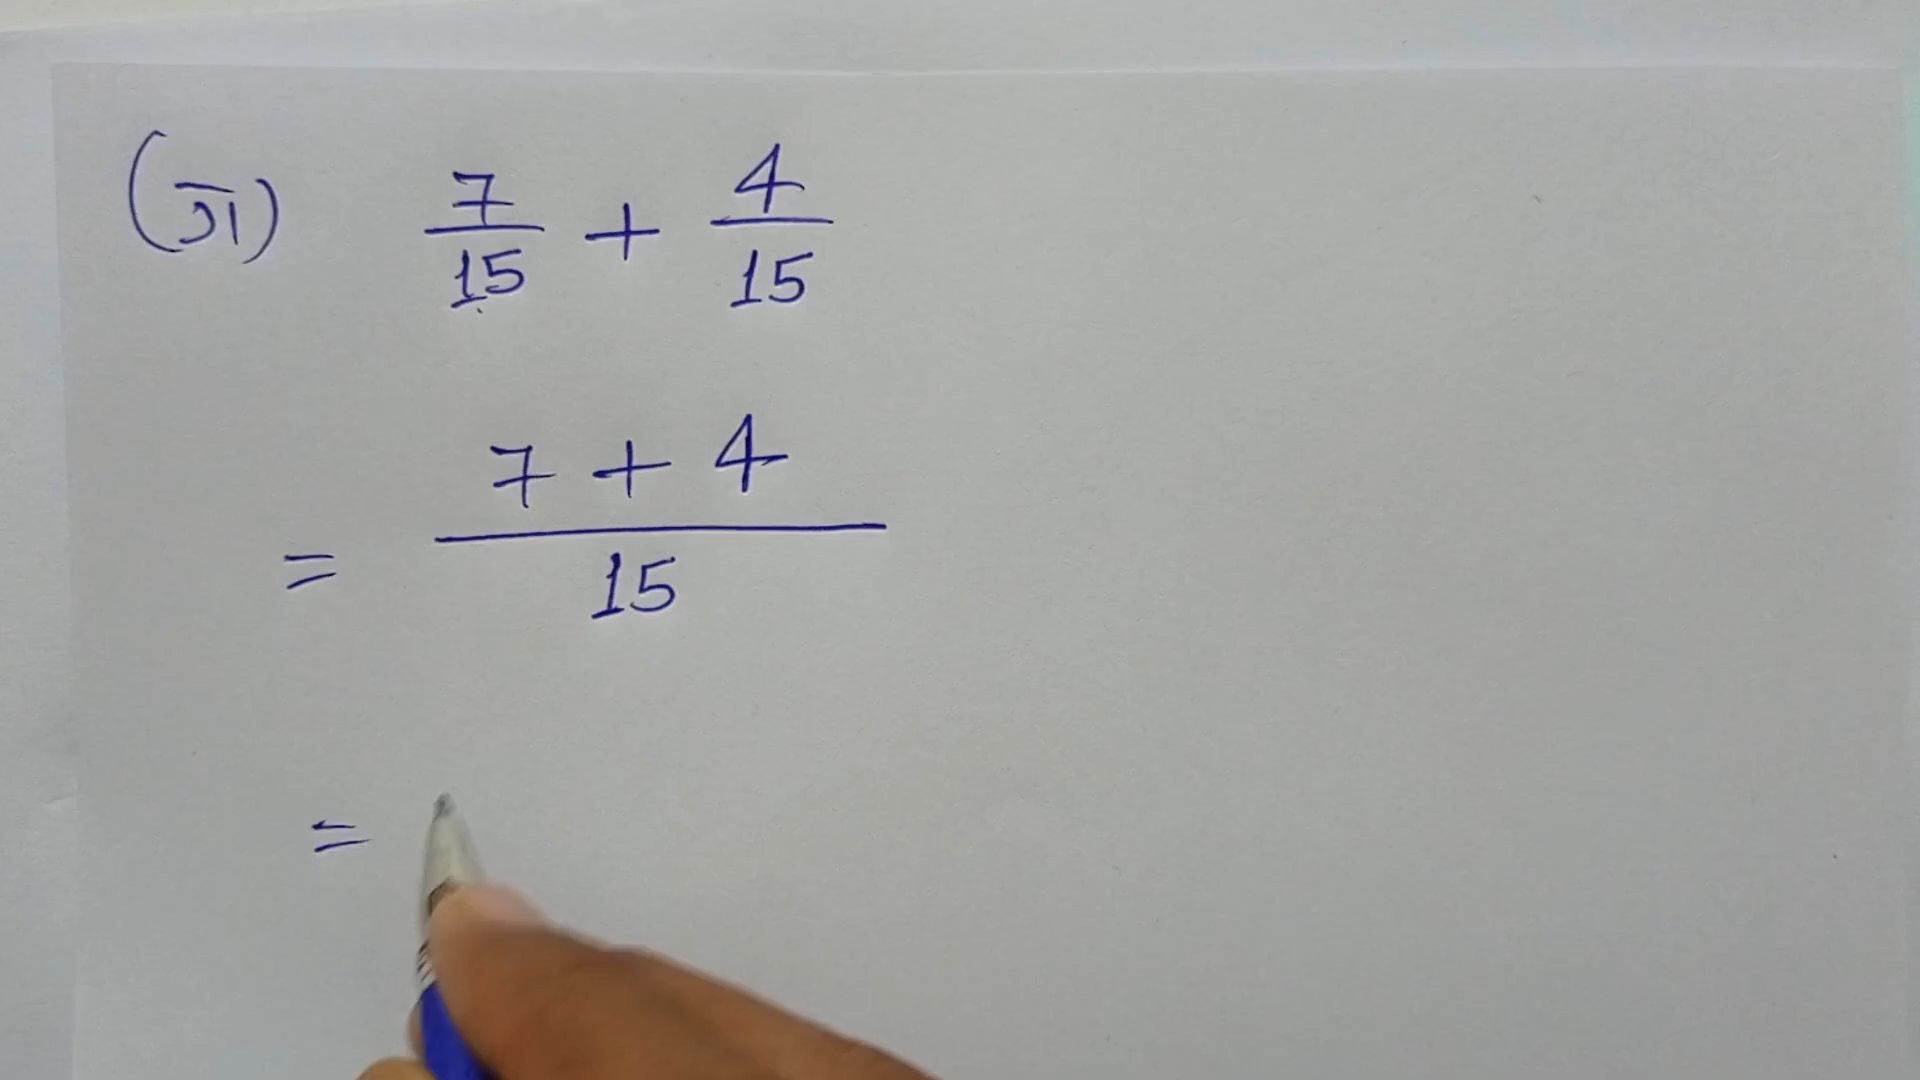 (গ) 7/15 + 4/15
= 7 + 4/15
=